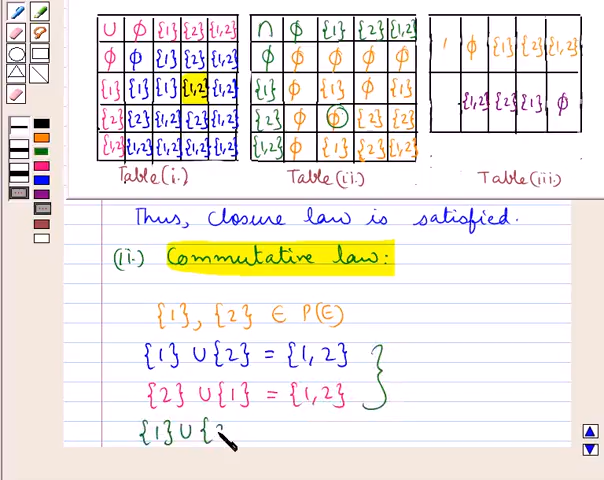 ∪ ϕ {1} {2} {1,2}
ϕ ϕ {1} {2} {1,2}
{1} {1} {1} {1,2} {1,2}
{2} {2} {1,2} {2} {1,2}
{1,2} {1,2} {1,2} {1,2} {1,2}
Table(i.)
∩ ϕ {1} {2} {1,2}
ϕ ϕ ϕ ϕ ϕ
{1} ϕ {1} ϕ {1}
{2} ϕ ϕ {2} {2}
{1,2} ϕ {1} {2} {1,2}
Table(ii.)
' ϕ {1} {2} {1,2}
{1,2} {2} {1} ϕ
Table(iii.)
Thus, closure law is satisfied.
(ii.) Commutative law:
{1}, {2} ∈ P(E)
{1} ∪ {2} = {1,2}
{2} ∪ {1} = {1,2}
{1} ∪ {